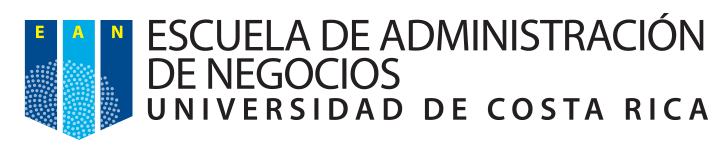 E A N
ESCUELA DE ADMINISTRACIÓN
DE NEGOCIOS
UNIVERSIDAD DE COSTA RICA